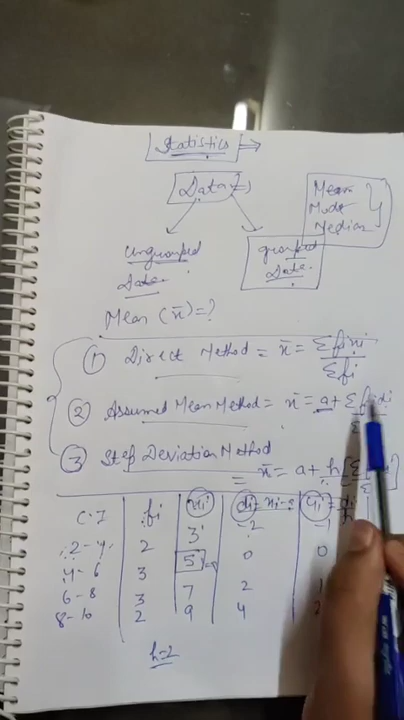 Statistics ⇒
Data ⇒
Mean
Mode
Median
Ungrouped
Data
grouped
Data.
Mean (x̄) = ?
① Direct Method = x̄ = Σfixi / Σfi
② Assumed Mean Method = x̄ = a + Σfidi
③ Step Deviation Method
= x̄ = a + h [Σ
C.I fi xi di = xi - a
2-4 2 3 -2 -1
4-6 3 5 0 0
6-8 3 7 2 1
8-10 2 9 4 2
h=2